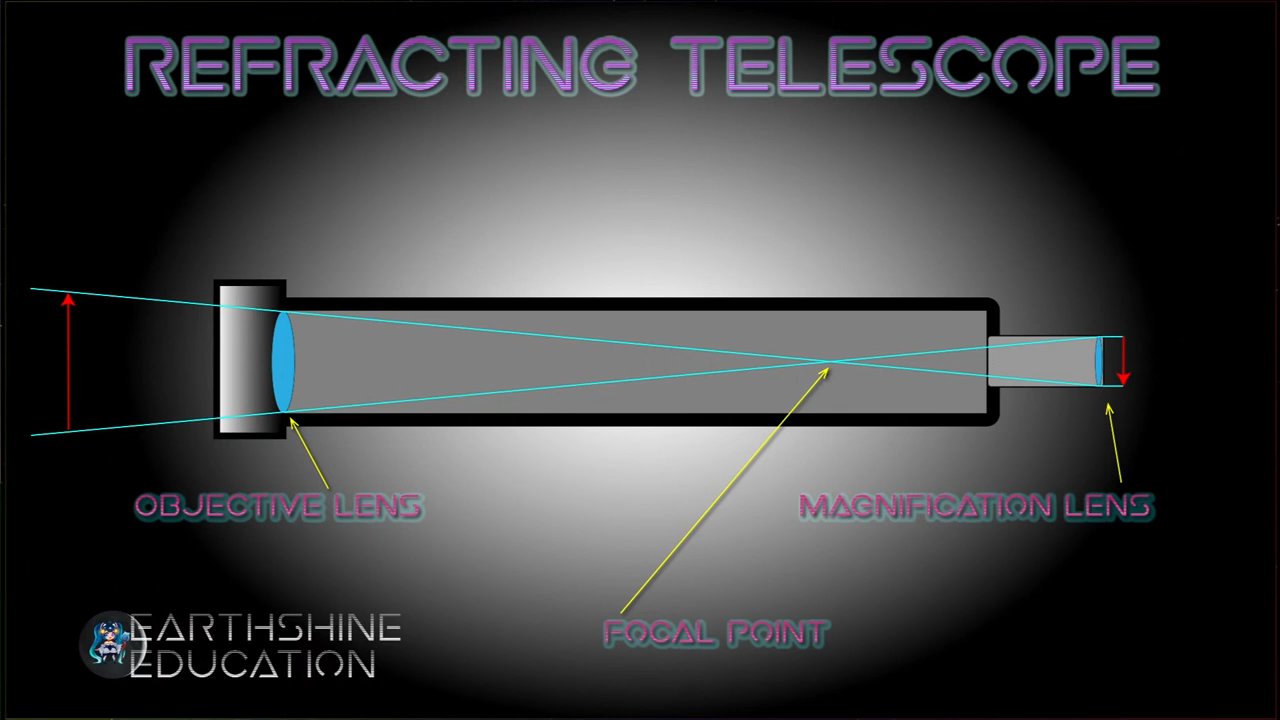 REFRACTING TELESCOPE
OBJECTIVE LENS
MAGNIFICATION LENS
FOCAL POINT
EARTHSHINE
EDUCATION